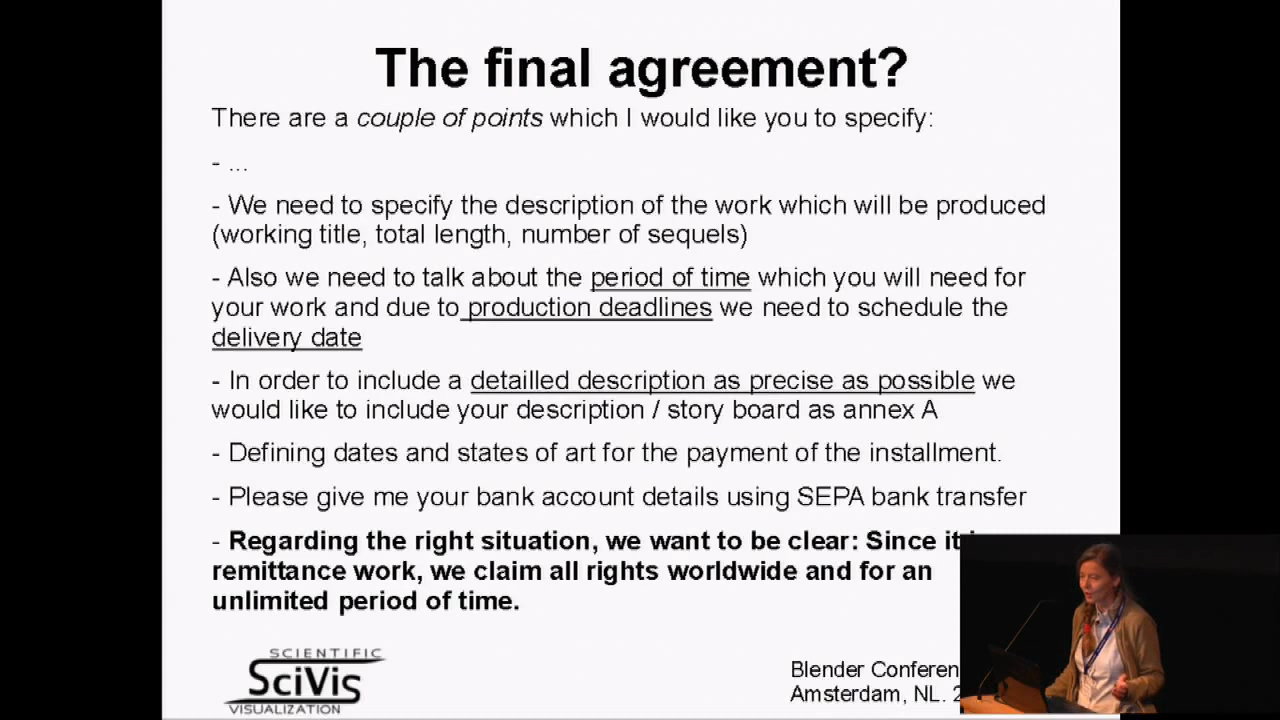 The final agreement?
There are a couple of points which I would like you to specify:
- ...
- We need to specify the description of the work which will be produced
(working title, total length, number of sequels)
- Also we need to talk about the period of time which you will need for
your work and due to production deadlines we need to schedule the
delivery date
- In order to include a detailled description as precise as possible we
would like to include your description / story board as annex A
- Defining dates and states of art for the payment of the installment.
- Please give me your bank account details using SEPA bank transfer
- Regarding the right situation, we want to be clear: Since it
remittance work, we claim all rights worldwide and for an
unlimited period of time.
SCIENTIFIC
SciVis
VISUALIZATION
Blender
Amsterdam, NL.